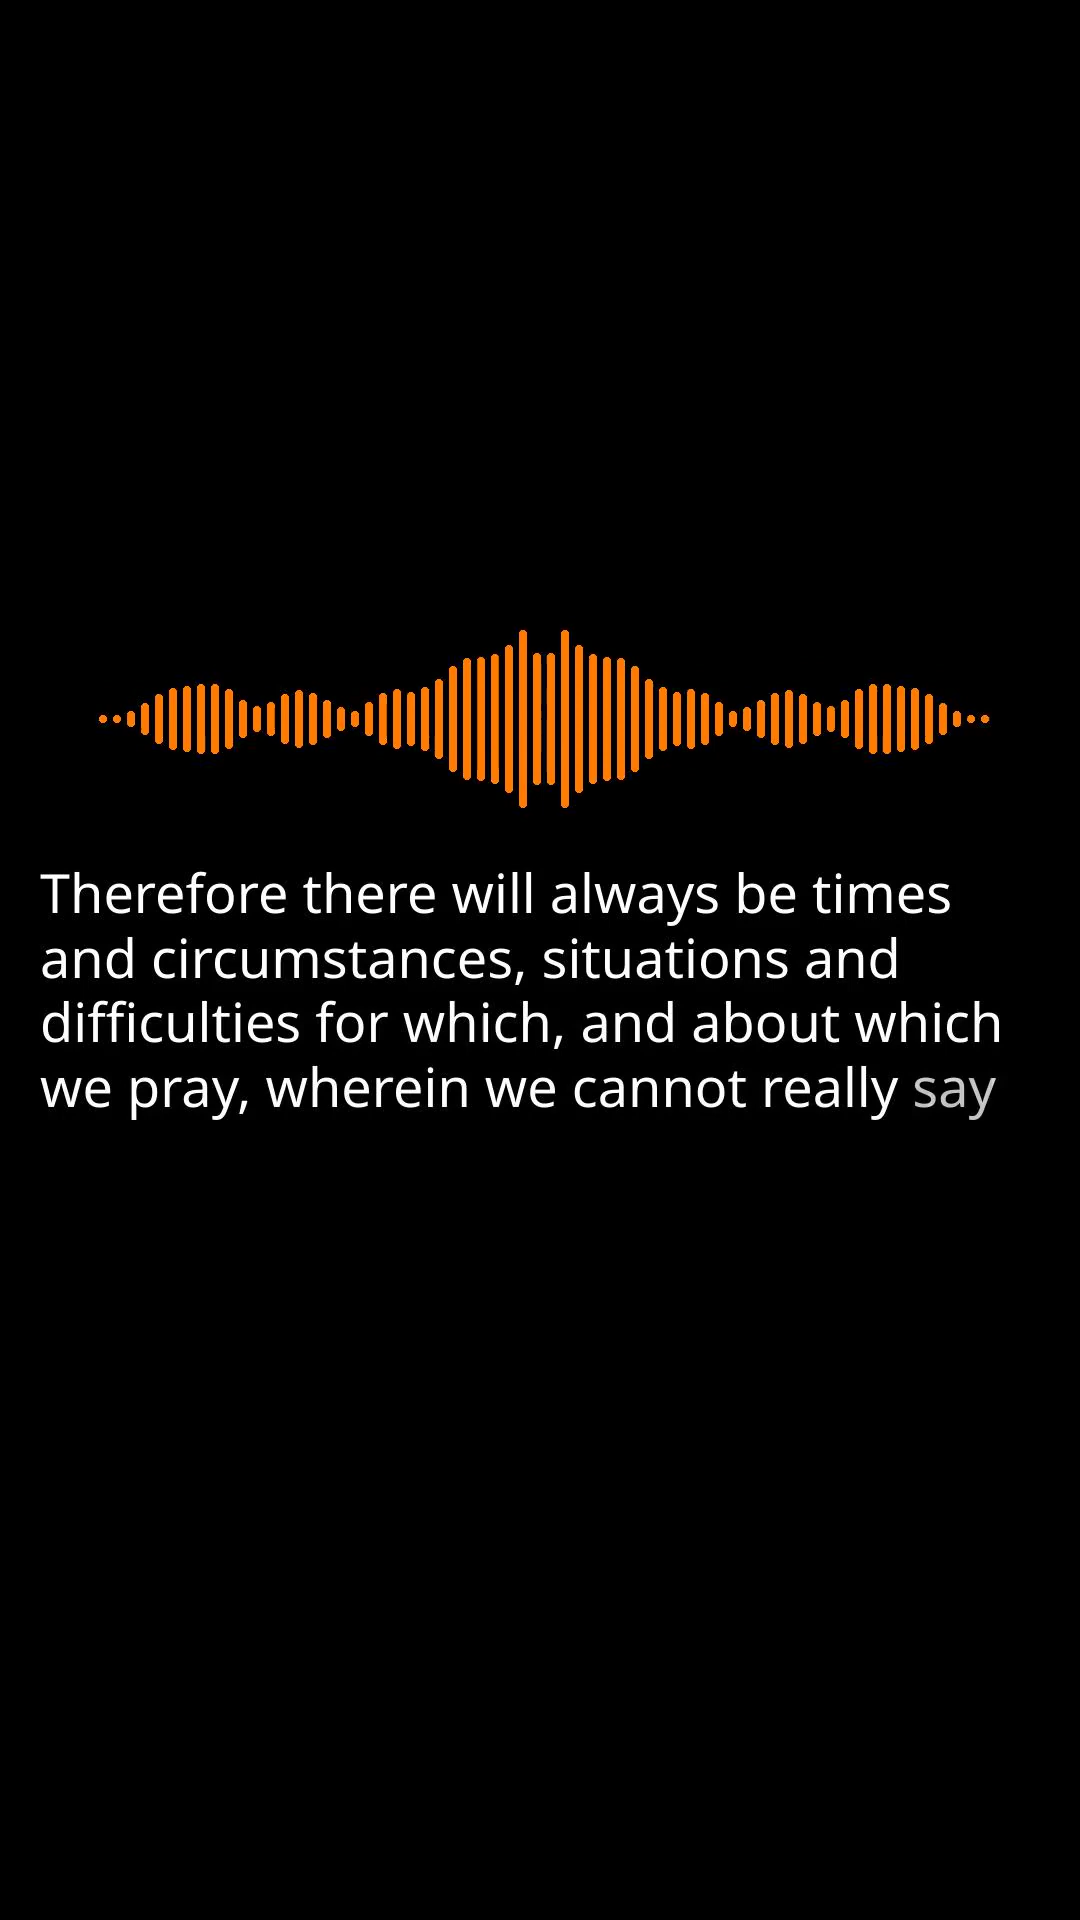 Therefore there will always be times
and circumstances, situations and
difficulties for which, and about which
we pray, wherein we cannot really say